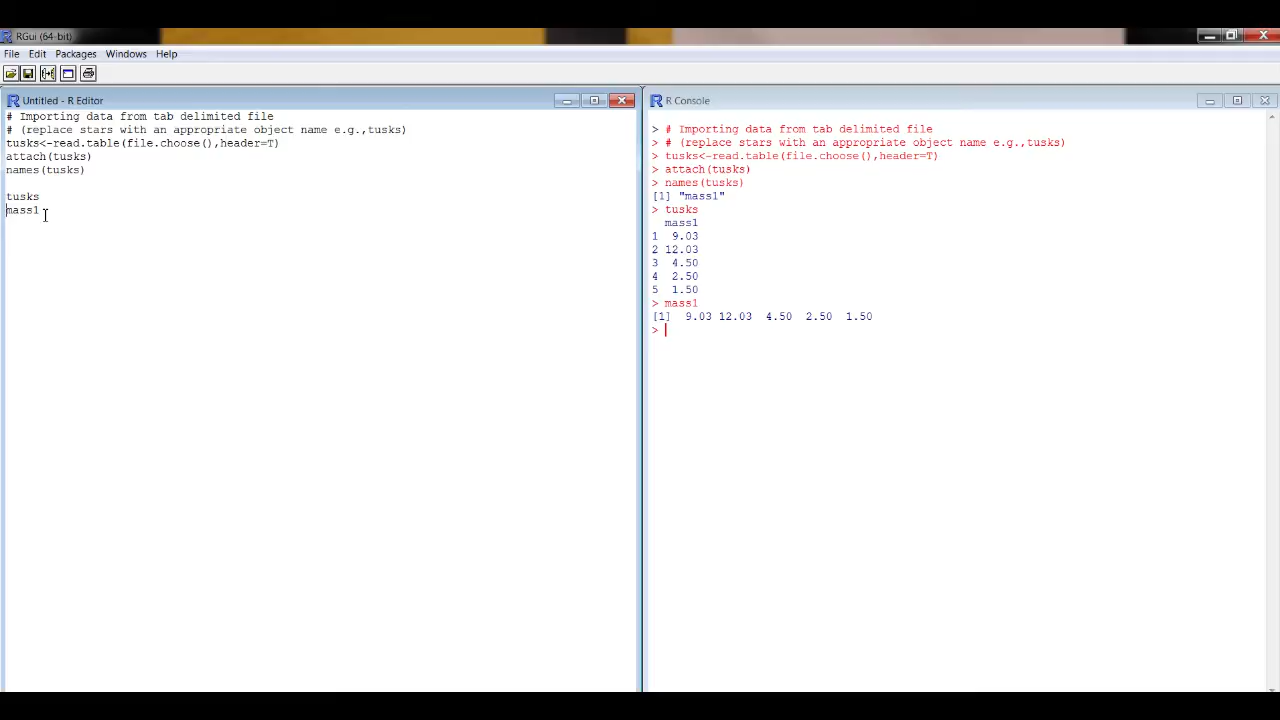 RGui (64-bit)
File Edit Packages Windows Help
Untitled - R Editor
# Importing data from tab delimited file
# (replace stars with an appropriate object name e.g.,tusks)
tusks<-read.table(file.choose(),header=T)
attach(tusks)
names(tusks)
tusks
mass1
R Console
> # Importing data from tab delimited file
> # (replace stars with an appropriate object name e.g.,tusks)
> tusks<-read.table(file.choose(),header=T)
> attach(tusks)
> names(tusks)
[1] "mass1"
> tusks
mass1
1 9.03
2 12.03
3 4.50
4 2.50
5 1.50
> mass1
[1] 9.03 12.03 4.50 2.50 1.50
>